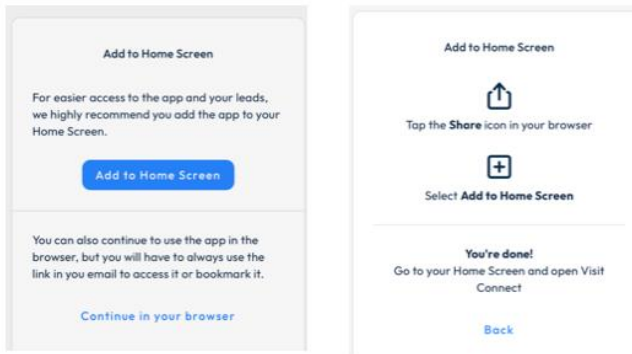 Add to Home Screen
For easier access to the app and your leads,
we highly recommend you add the app to your
Home Screen.
Add to Home Screen
You can also continue to use the app in the
browser, but you will have to always use the
link in you email to access it or bookmark it.
Continue in your browser
Add to Home Screen
Tap the Share icon in your browser
Select Add to Home Screen
You're done!
Go to your Home Screen and open Visit
Connect
Back